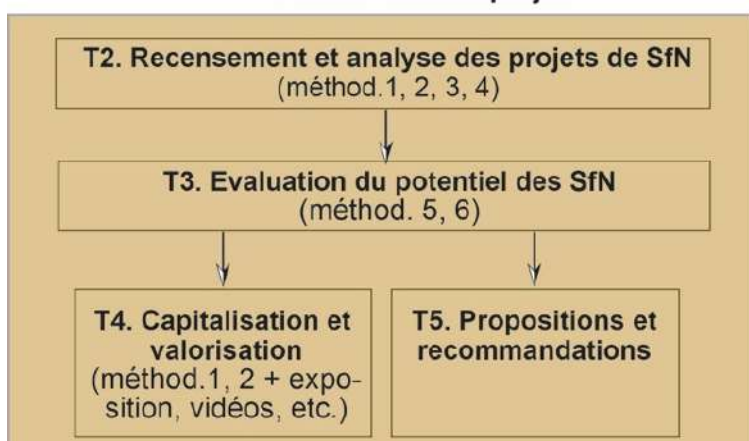 T2. Recensement et analyse des projets de SfN
(méthod.1, 2, 3, 4)
T3. Evaluation du potentiel des SfN
(méthod. 5, 6)
T4. Capitalisation et
valorisation
(méthod.1, 2 + expo-
sition, vidéos, etc.)
T5. Propositions et
recommandations